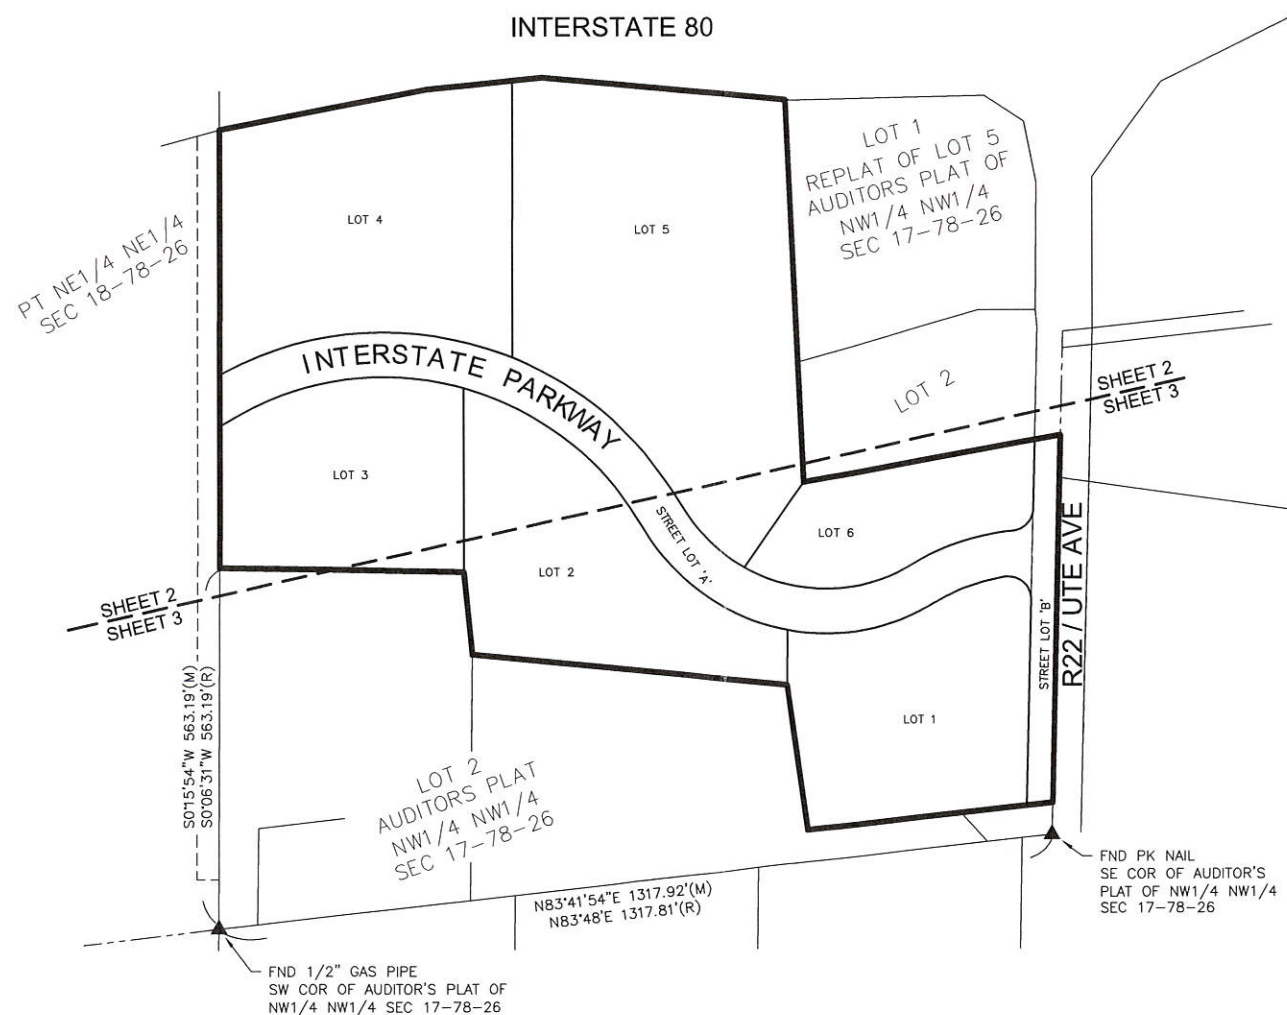 INTERSTATE 80
LOT 1
REPLAT OF LOT 5
AUDITORS PLAT OF
NW1/4 NW1/4
SEC 17-78-26
LOT 4
LOT 5
PT NE1/4 NE1/4
SEC 18-78-26
INTERSTATE PARKWAY
LOT 2
SHEET 2
SHEET 3
LOT 3
STREET LOT 'A'
LOT 6
R22 / UTE AVE
LOT 2
SHEET 2
SHEET 3
STREET LOT 'B'
LOT 1
S0°15'54"W 563.19'(M)
S0°06'31"W 563.19'(R)
LOT 2
AUDITORS PLAT
NW1/4 NW1/4
SEC 17-78-26
N83°41'54"E 1317.92'(M)
N83°48'E 1317.81'(R)
FND PK NAIL
SE COR OF AUDITOR'S
PLAT OF NW1/4 NW1/4
SEC 17-78-26
FND 1/2" GAS PIPE
SW COR OF AUDITOR'S PLAT OF
NW1/4 NW1/4 SEC 17-78-26